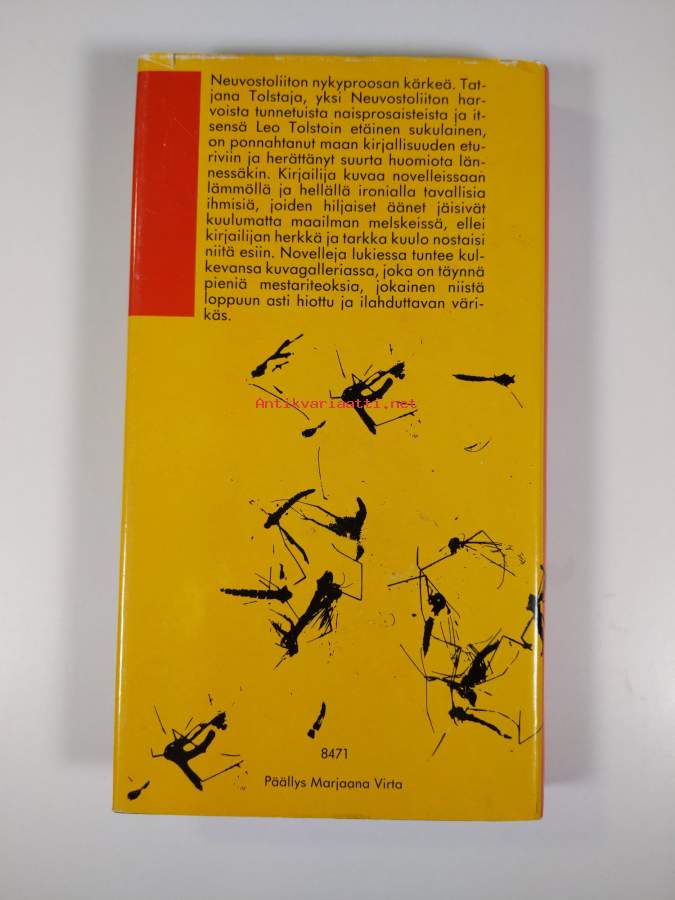 Neuvostoliiton nykyproosan kärkeä. Tat-
jana Tolstaja, yksi Neuvostoliiton har-
voista tunnetuista naisprosaisteista ja it-
sensä Leo Tolstoin etäinen sukulainen,
on ponnahtanut maan kirjallisuuden etu-
riviin ja herättänyt suurta huomiota län-
nessäkin. Kirjailija kuvaa novelleissaan
lämmöllä ja hellällä ironialla tavallisia
ihmisiä, joiden hiljaiset äänet jäisivät
kuulumatta maailman melskeissä, ellei
kirjailijan herkkä ja tarkka kuulo nostaisi
niitä esiin. Novelleja lukiessa tuntee kul-
kevansa kuvagalleriassa, joka on täynnä
pieniä mestariteoksia, jokainen niistä
loppuun asti hiottu ja ilahduttavan väri-
käs.
Antikvariaatti.net
8471
Päällys Marjaana Virta